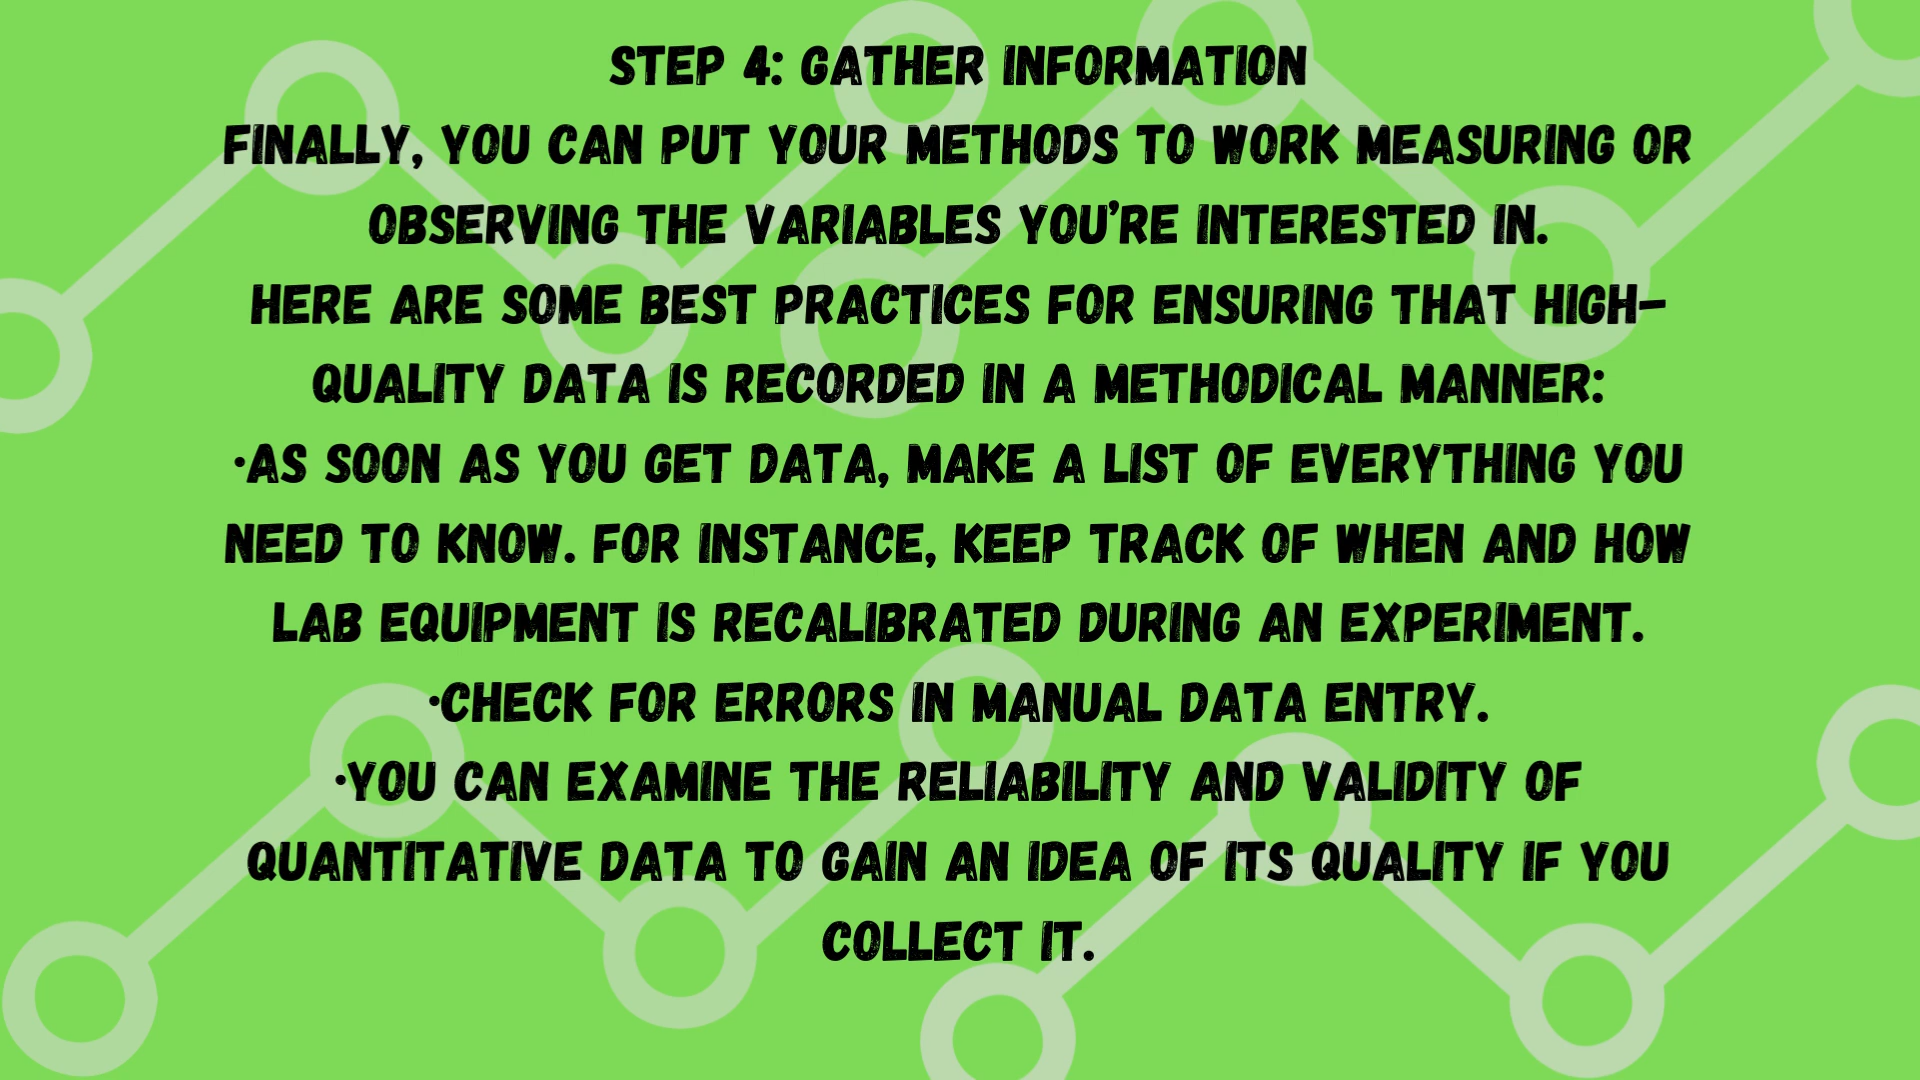 STEP 4: GATHER INFORMATION
FINALLY, YOU CAN PUT YOUR METHODS TO WORK MEASURING OR
OBSERVING THE VARIABLES YOU'RE INTERESTED IN.
HERE ARE SOME BEST PRACTICES FOR ENSURING THAT HIGH-
QUALITY DATA IS RECORDED IN A METHODICAL MANNER:
·AS SOON AS YOU GET DATA, MAKE A LIST OF EVERYTHING YOU
NEED TO KNOW. FOR INSTANCE, KEEP TRACK OF WHEN AND HOW
LAB EQUIPMENT IS RECALIBRATED DURING AN EXPERIMENT.
·CHECK FOR ERRORS IN MANUAL DATA ENTRY.
·YOU CAN EXAMINE THE RELIABILITY AND VALIDITY OF
QUANTITATIVE DATA TO GAIN AN IDEA OF ITS QUALITY IF YOU
COLLECT IT.